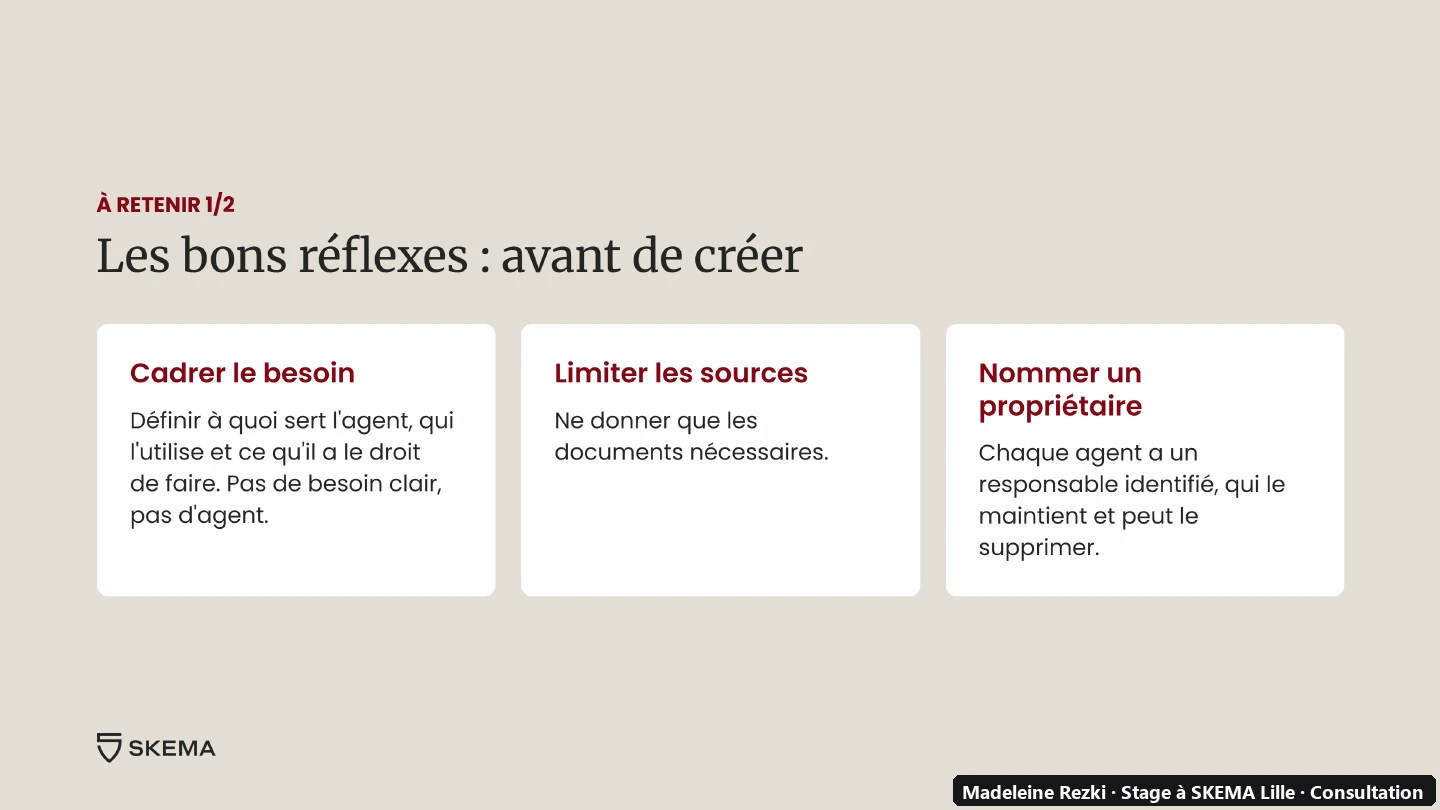 À RETENIR 1/2
Les bons réflexes : avant de créer
Cadrer le besoin
Définir à quoi sert l'agent, qui
l'utilise et ce qu'il a le droit
de faire. Pas de besoin clair,
pas d'agent.
Limiter les sources
Ne donner que les
documents nécessaires.
Nommer un
propriétaire
Chaque agent a un
responsable identifié, qui le
maintient et peut le
supprimer.
SKEMA
Madeleine Rezki · Stage à SKEMA Lille · Consultation